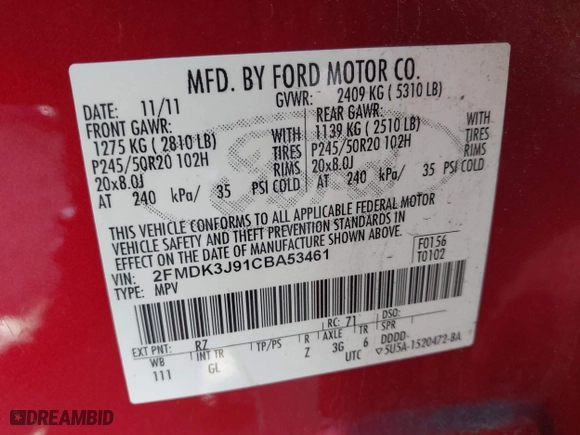 MFD. BY FORD MOTOR CO.
DATE: 11/11 GVWR: 2409 KG ( 5310 LB)
FRONT GAWR: REAR GAWR:
1275 KG ( 2810 LB) 1139 KG ( 2510 LB)
P245/50R20 102H TIRES P245/50R20 102H TIRES
20x8.0J RIMS 20x8.0J RIMS
AT 240 kPa/ 35 PSI COLD AT 240 kPa/ 35 PSI COLD
Ford
THIS VEHICLE CONFORMS TO ALL APPLICABLE FEDERAL MOTOR
VEHICLE SAFETY AND THEFT PREVENTION STANDARDS IN
EFFECT ON THE DATE OF MANUFACTURE SHOWN ABOVE.
VIN: 2FMDK3J91CBA53461 F0156
TYPE: MPV T0102
EXT PNT: RZ RC: 71 DSO:
WB INT TR TP/PS R AXLE TR SPR
111 GL Z 3G 6 DDDD-
UTC 5U5A-1520472-BA
DREAMBID